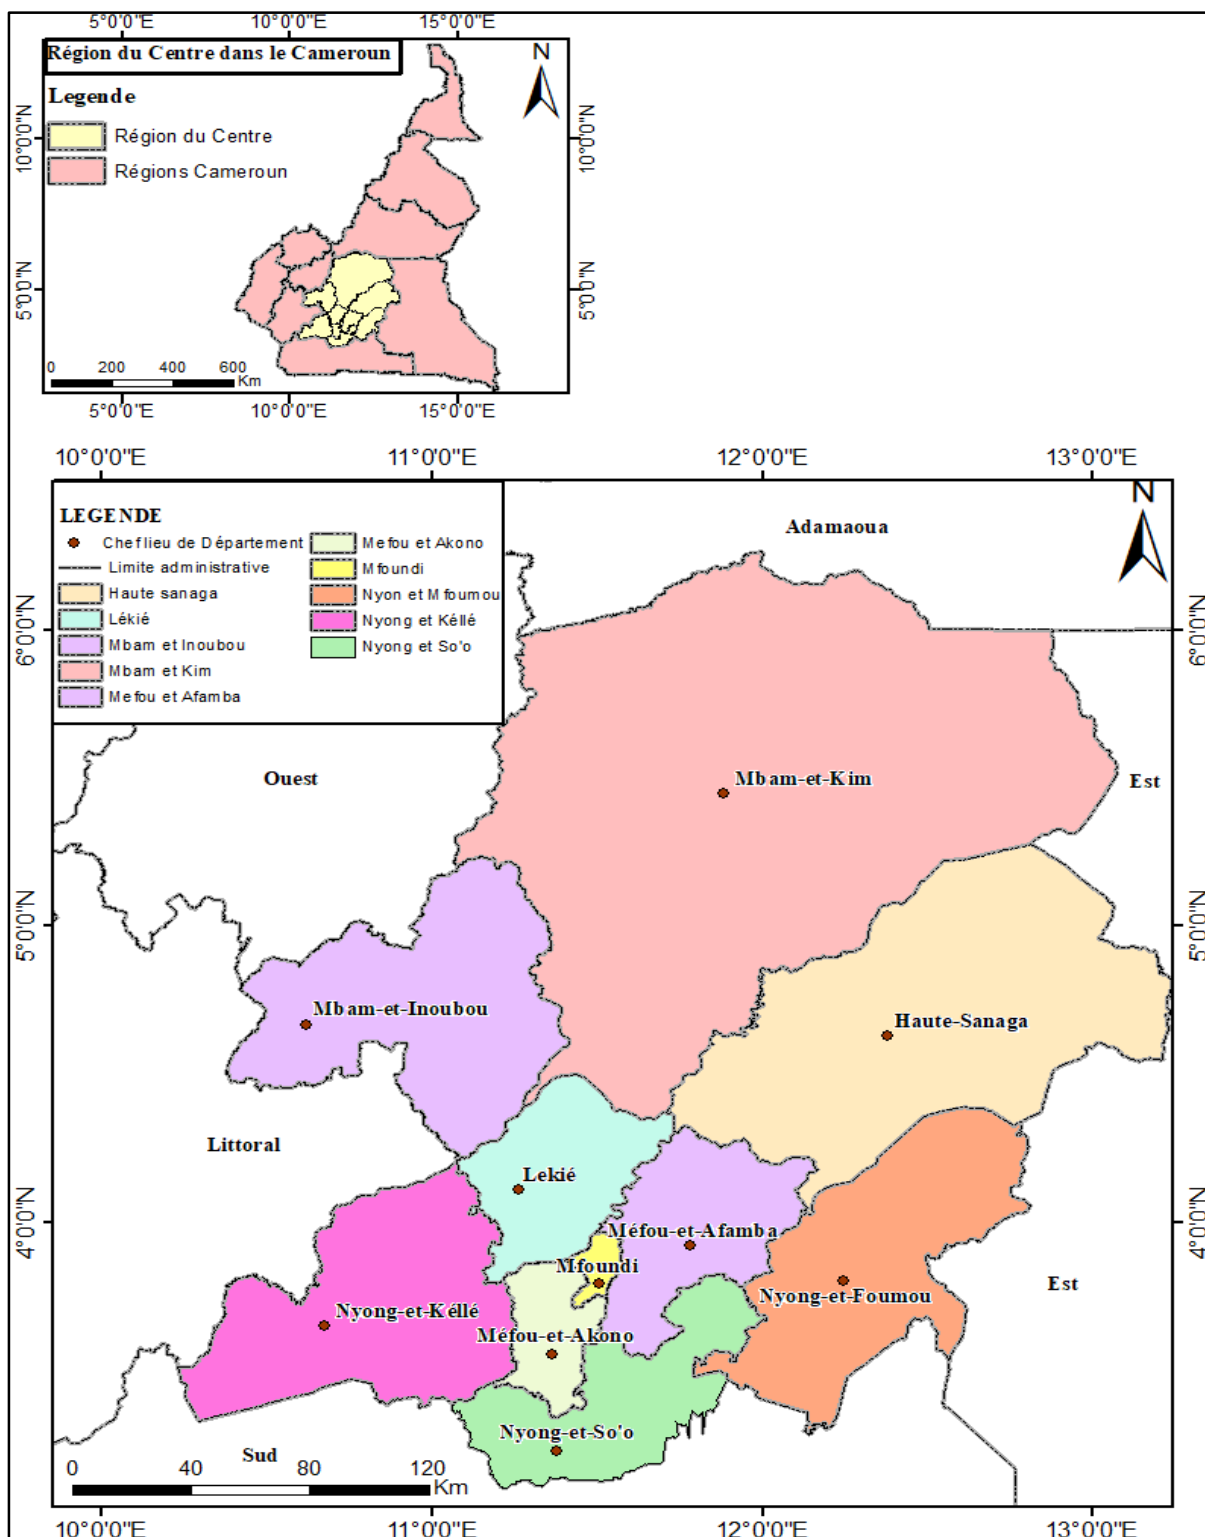 5°0'0"E 10°0'0"E 15°0'0"E
Région du Centre dans le Cameroun
N
Legende
Région du Centre
Régions Cameroun
10°0'0"N 10°0'0"N
5°0'0"N 5°0'0"N
0 200 400 600
Km
5°0'0"E 10°0'0"E 15°0'0"E
10°0'0"E 11°0'0"E 12°0'0"E 13°0'0"E
LEGENDE
Chef lieu de Département
Limite administrative
Haute sanaga
Lékié
Mbam et Inoubou
Mbam et Kim
Mefou et Afamba
Mefou et Akono
Mfoundi
Nyon et Mfoumou
Nyong et Kéllé
Nyong et So'o
N
Adamaoua
6°0'0"N 6°0'0"N
Ouest
Mbam-et-Kim
Est
5°0'0"N 5°0'0"N
Mbam-et-Inoubou
Haute-Sanaga
Littoral
Lekié
4°0'0"N 4°0'0"N
Méfou-et-Afamba
Mfoundi
Est
Nyong-et-Foumou
Nyong-et-Kéllé
Méfou-et-Akono
Nyong-et-So'o
Sud
0 40 80 120
Km
10°0'0"E 11°0'0"E 12°0'0"E 13°0'0"E